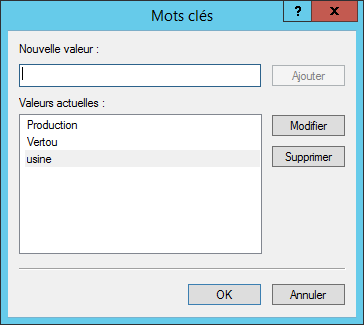 Mots clés
?
x
Nouvelle valeur :
Ajouter
Valeurs actuelles :
Production
Vertou
usine
Modifier
Supprimer
OK
Annuler